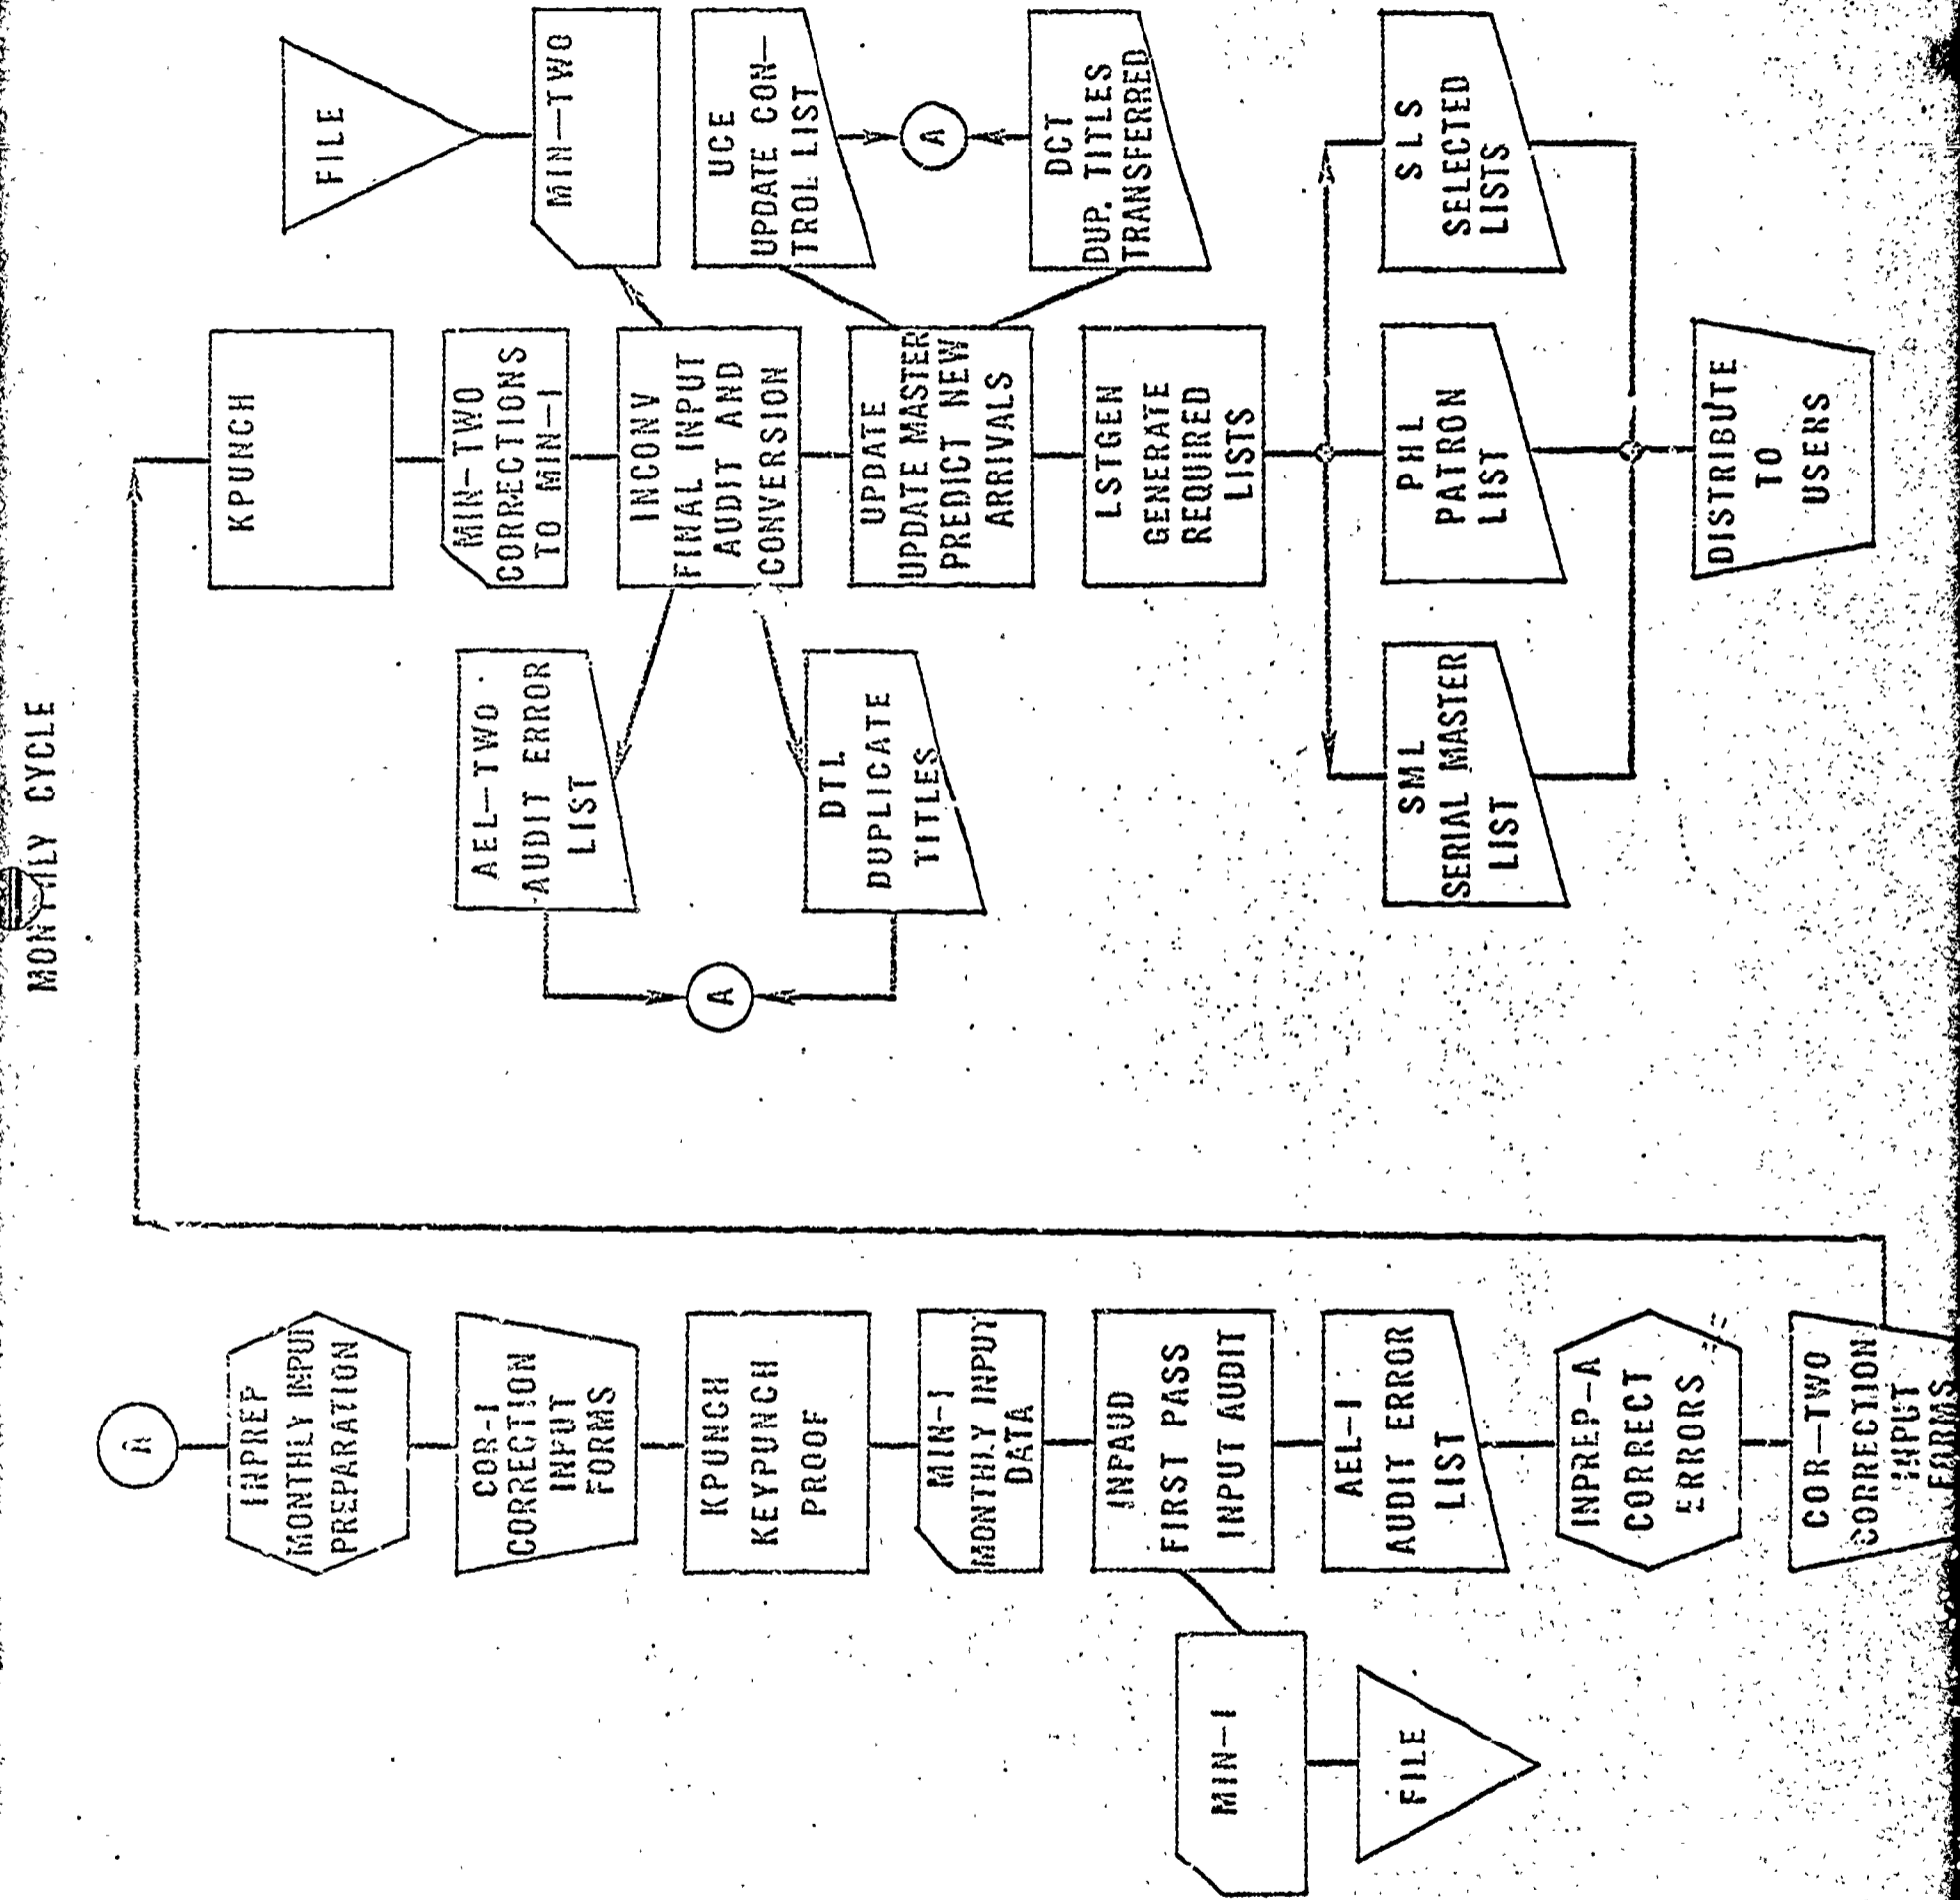 MONTHLY CYCLE
A
INPREP
MONTHLY INPUT
PREPARATION
COR-I
CORRECTION
INPUT
FORMS
KPUNCH
KEYPUNCH
PROOF
MIN-I
MONTHLY INPUT
DATA
INPAUD
FIRST PASS
INPUT AUDIT
MIN-I
FILE
AEL-I
AUDIT ERROR
LIST
INPREP-A
CORRECT
ERRORS
COR-TWO
CORRECTION
INPUT
FORMS
KPUNCH
MIN-TWO
CORRECTIONS
TO MIN-I
INCONV
FINAL INPUT
AUDIT AND
CONVERSION
FILE
MIN-TWO
AEL-TWO
AUDIT ERROR
LIST
A
DTL
DUPLICATE
TITLES
UPDATE
UPDATE MASTER
PREDICT NEW
ARRIVALS
UCE
UPDATE CON-
TROL LIST
A
DCT
DUP. TITLES
TRANSFERRED
LSTGEN
GENERATE
REQUIRED
LISTS
SML
SERIAL MASTER
LIST
PHL
PATRON
LIST
SLS
SELECTED
LISTS
DISTRIBUTE
TO
USERS